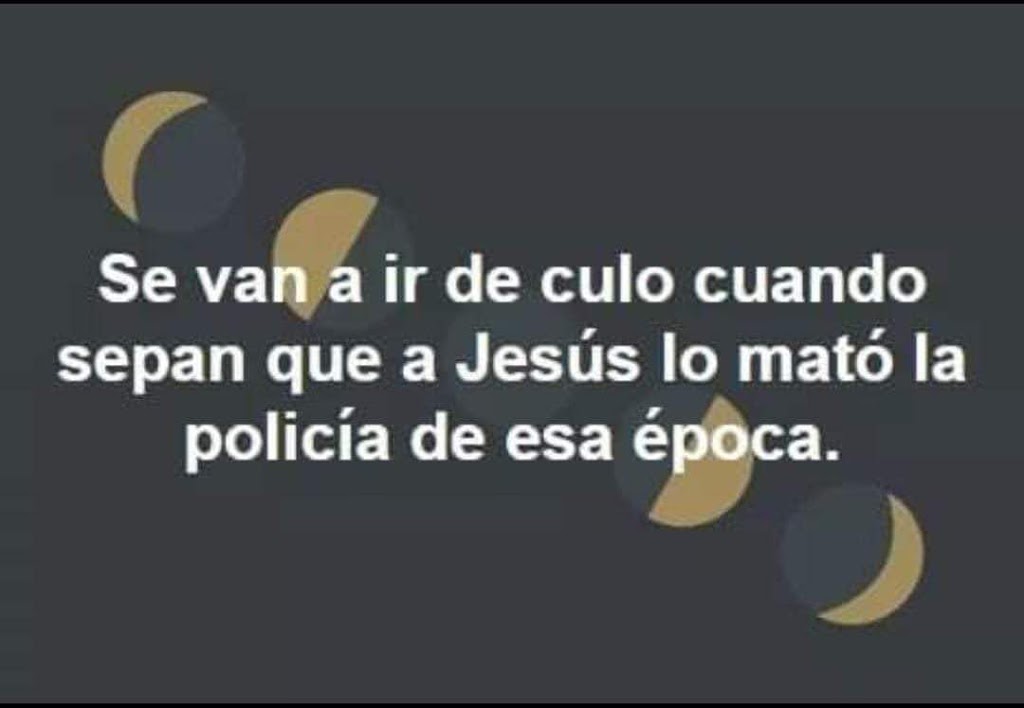 Se van a ir de culo cuando
sepan que a Jesús lo mató la
policía de esa época.